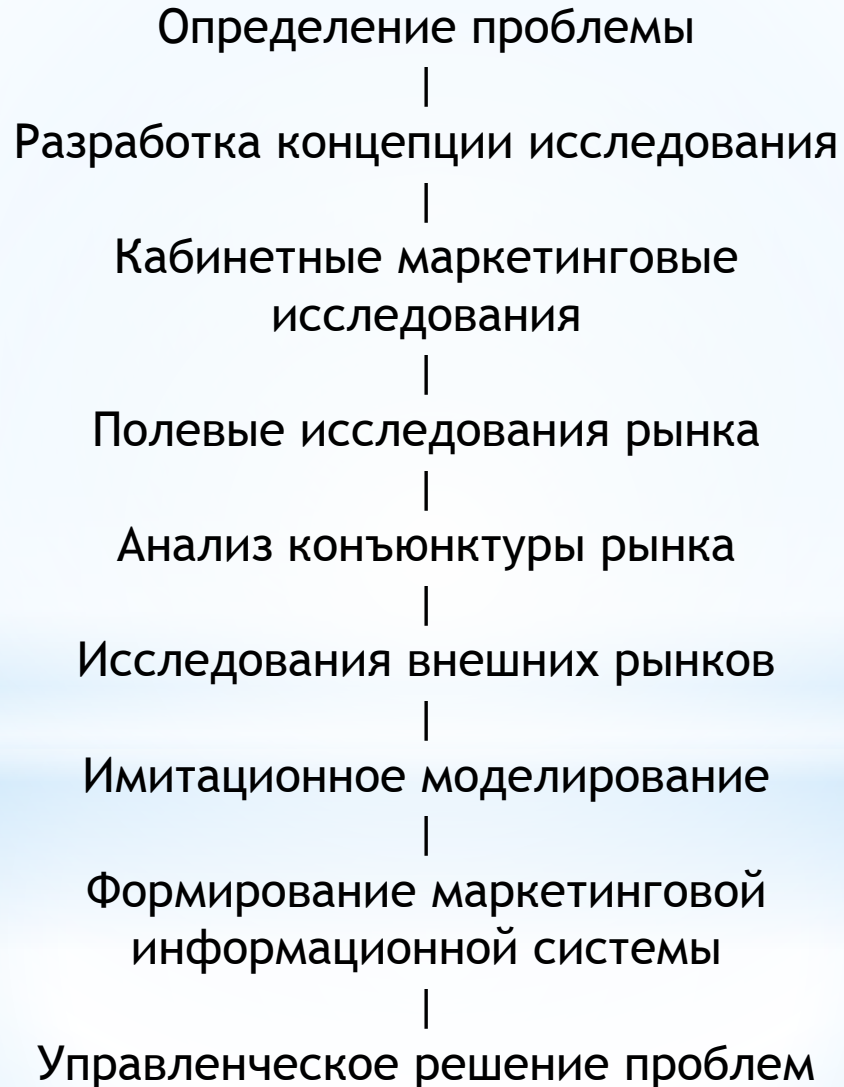 Определение проблемы
|
Разработка концепции исследования
|
Кабинетные маркетинговые
исследования
|
Полевые исследования рынка
|
Анализ конъюнктуры рынка
|
Исследования внешних рынков
|
Имитационное моделирование
|
Формирование маркетинговой
информационной системы
|
Управленческое решение проблем